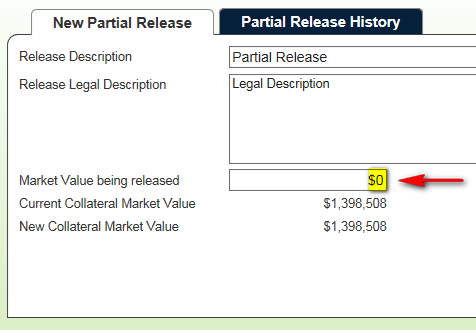 New Partial Release
Partial Release History
Release Description
Partial Release
Release Legal Description
Legal Description
Market Value being released
$0
Current Collateral Market Value
$1,398,508
New Collateral Market Value
$1,398,508